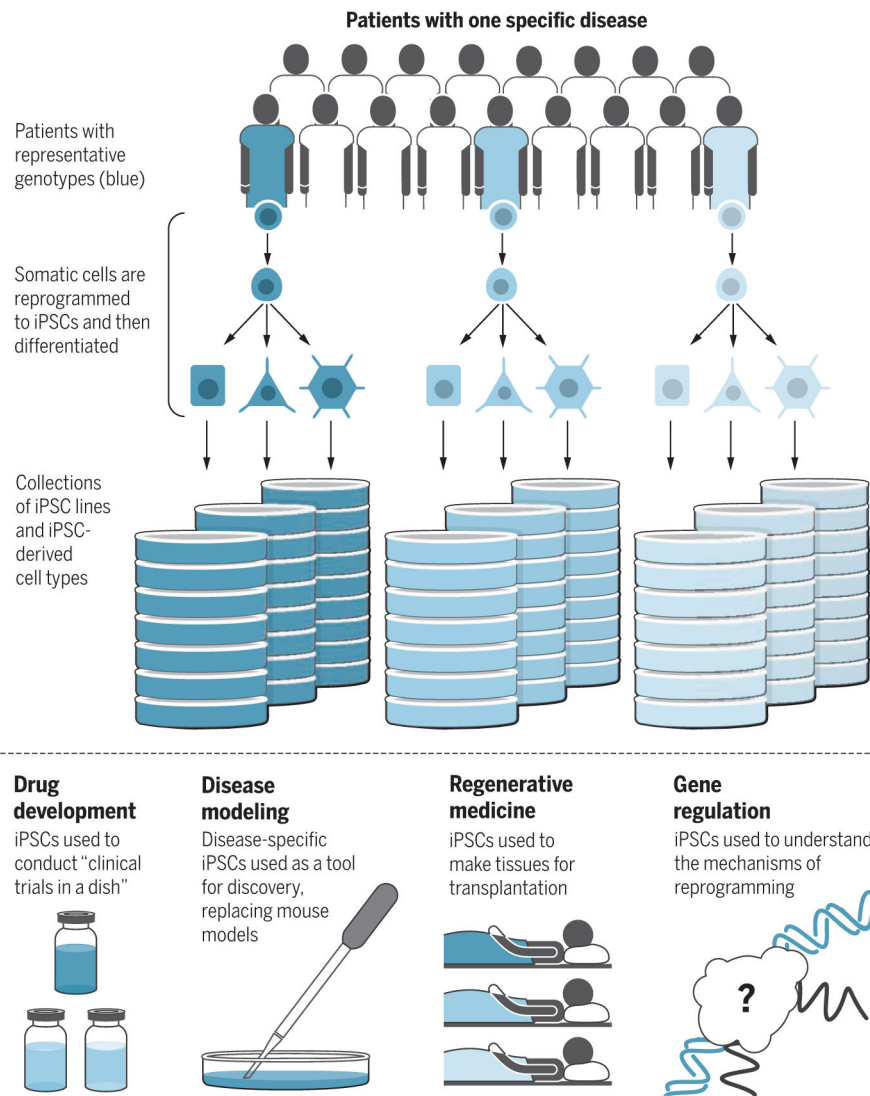 Patients with one specific disease
Patients with
representative
genotypes (blue)
Somatic cells are
reprogrammed
to iPSCs and then
differentiated
Collections
of iPSC lines
and iPSC-
derived
cell types
Drug
development
iPSCs used to
conduct “clinical
trials in a dish”
Disease
modeling
Disease-specific
iPSCs used as a tool
for discovery,
replacing mouse
models
Regenerative
medicine
iPSCs used to
make tissues for
transplantation
Gene
regulation
iPSCs used to understand
the mechanisms of
reprogramming
?